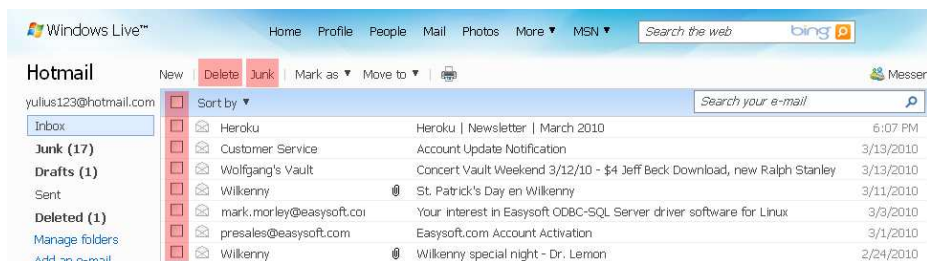 Windows Live™ Home Profile People Mail Photos More MSN Search the web bing
Hotmail New Delete Junk Mark as Move to Messer
yulius123@hotmail.com Sort by Search your e-mail
Inbox Heroku Heroku | Newsletter | March 2010 6:07 PM
Junk (17) Customer Service Account Update Notification 3/13/2010
Drafts (1) Wolfgang's Vault Concert Vault Weekend 3/12/10 - $4 Jeff Beck Download, new Ralph Stanley 3/13/2010
Sent Wilkenny St. Patrick's Day en Wilkenny 3/11/2010
Deleted (1) mark.morley@easysoft.co Your interest in Easysoft ODBC-SQL Server driver software for Linux 3/3/2010
Manage folders presales@easysoft.com Easysoft.com Account Activation 3/1/2010
Add an e-mail Wilkenny Wilkenny special night - Dr. Lemon 2/24/2010